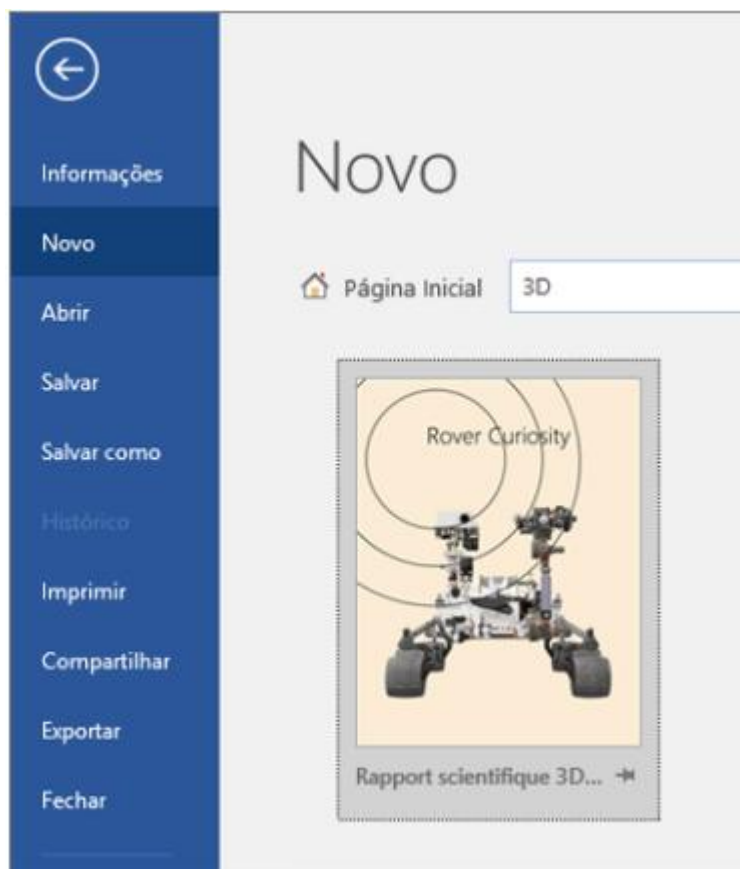 Informações
Novo
Abrir
Salvar
Salvar como
Histórico
Imprimir
Compartilhar
Exportar
Fechar
Novo
Página Inicial
3D
Rover Curiosity
Rapport scientifique 3D...